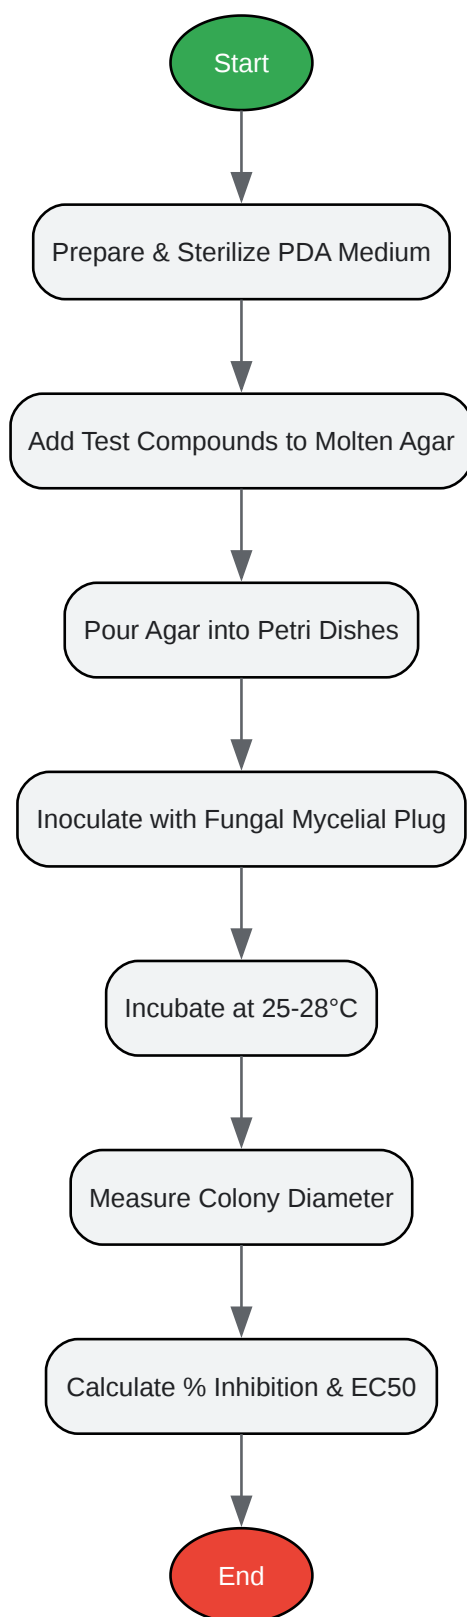 Start
Prepare & Sterilize PDA Medium
Add Test Compounds to Molten Agar
Pour Agar into Petri Dishes
Inoculate with Fungal Mycelial Plug
Incubate at 25-28°C
Measure Colony Diameter
Calculate % Inhibition & EC50
End